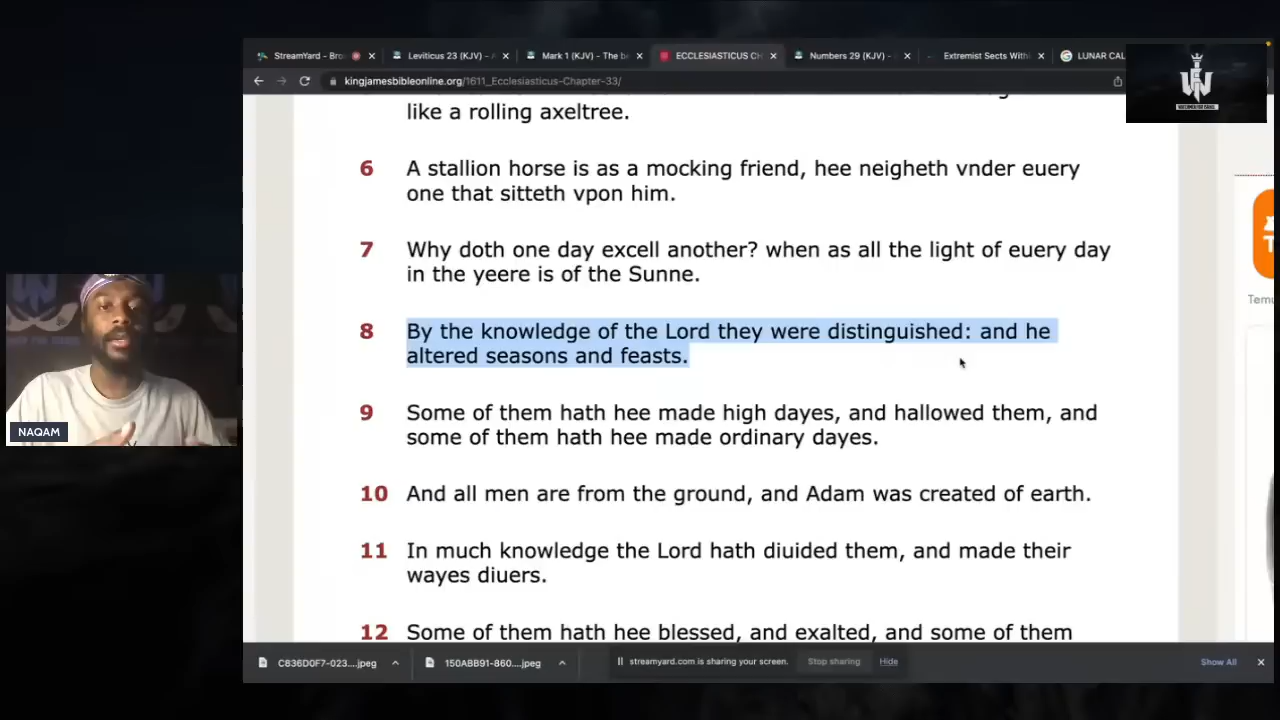 StreamYard - Bro
Leviticus 23 (KJV) -
Mark 1 (KJV) - The b
ECCLESIASTICUS CH
Numbers 29 (KJV) -
Extremist Sects With
LUNAR CAL
kingjamesbibleonline.org/1611_Ecclesiasticus-Chapter-33/
WATCHMEN FOR ISRAEL
like a rolling axeltree.
6 A stallion horse is as a mocking friend, hee neigheth vnder euery
one that sitteth vpon him.
7 Why doth one day excell another? when as all the light of euery day
in the yeere is of the Sunne.
8 By the knowledge of the Lord they were distinguished: and he
altered seasons and feasts.
9 Some of them hath hee made high dayes, and hallowed them, and
some of them hath hee made ordinary dayes.
10 And all men are from the ground, and Adam was created of earth.
11 In much knowledge the Lord hath diuided them, and made their
wayes diuers.
12 Some of them hath hee blessed, and exalted, and some of them
Temu
NAQAM
C836D0F7-023....jpeg
150ABB91-860....jpeg
streamyard.com is sharing your screen.
Stop sharing
Hide
Show All